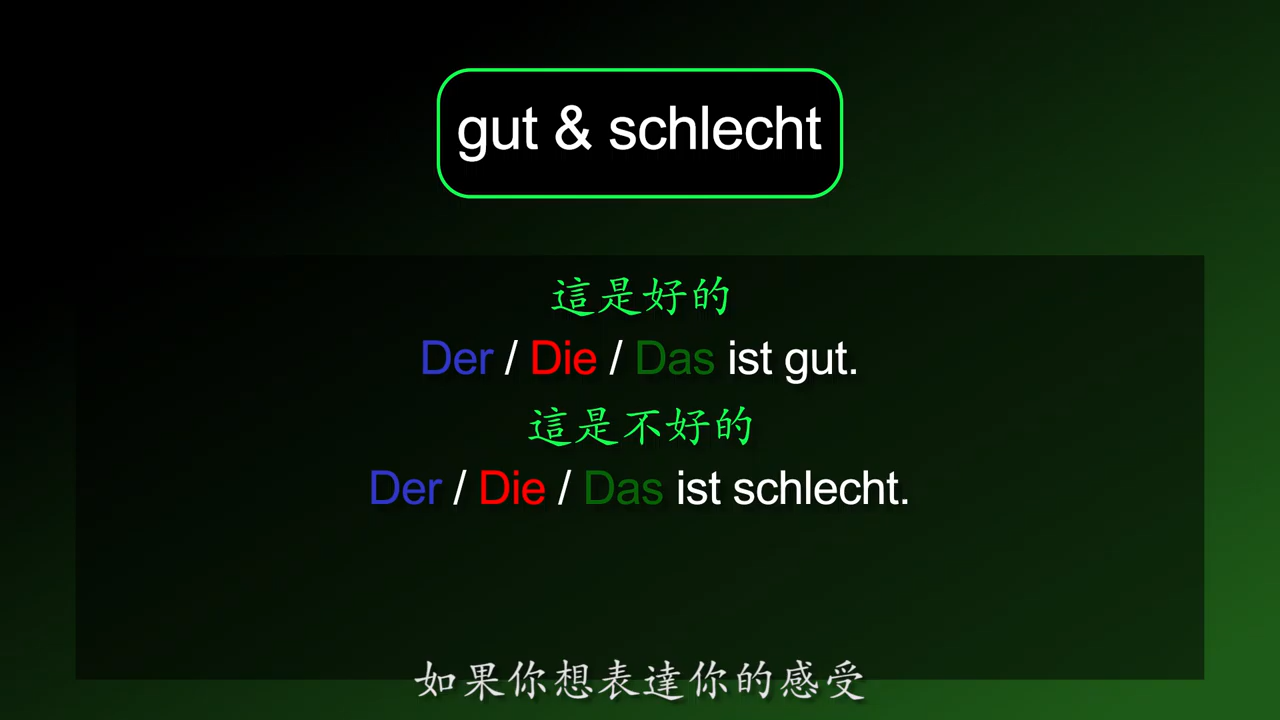 gut & schlecht
這是好的
Der / Die / Das ist gut.
這是不好的
Der / Die / Das ist schlecht.
如果你想表達你的感受